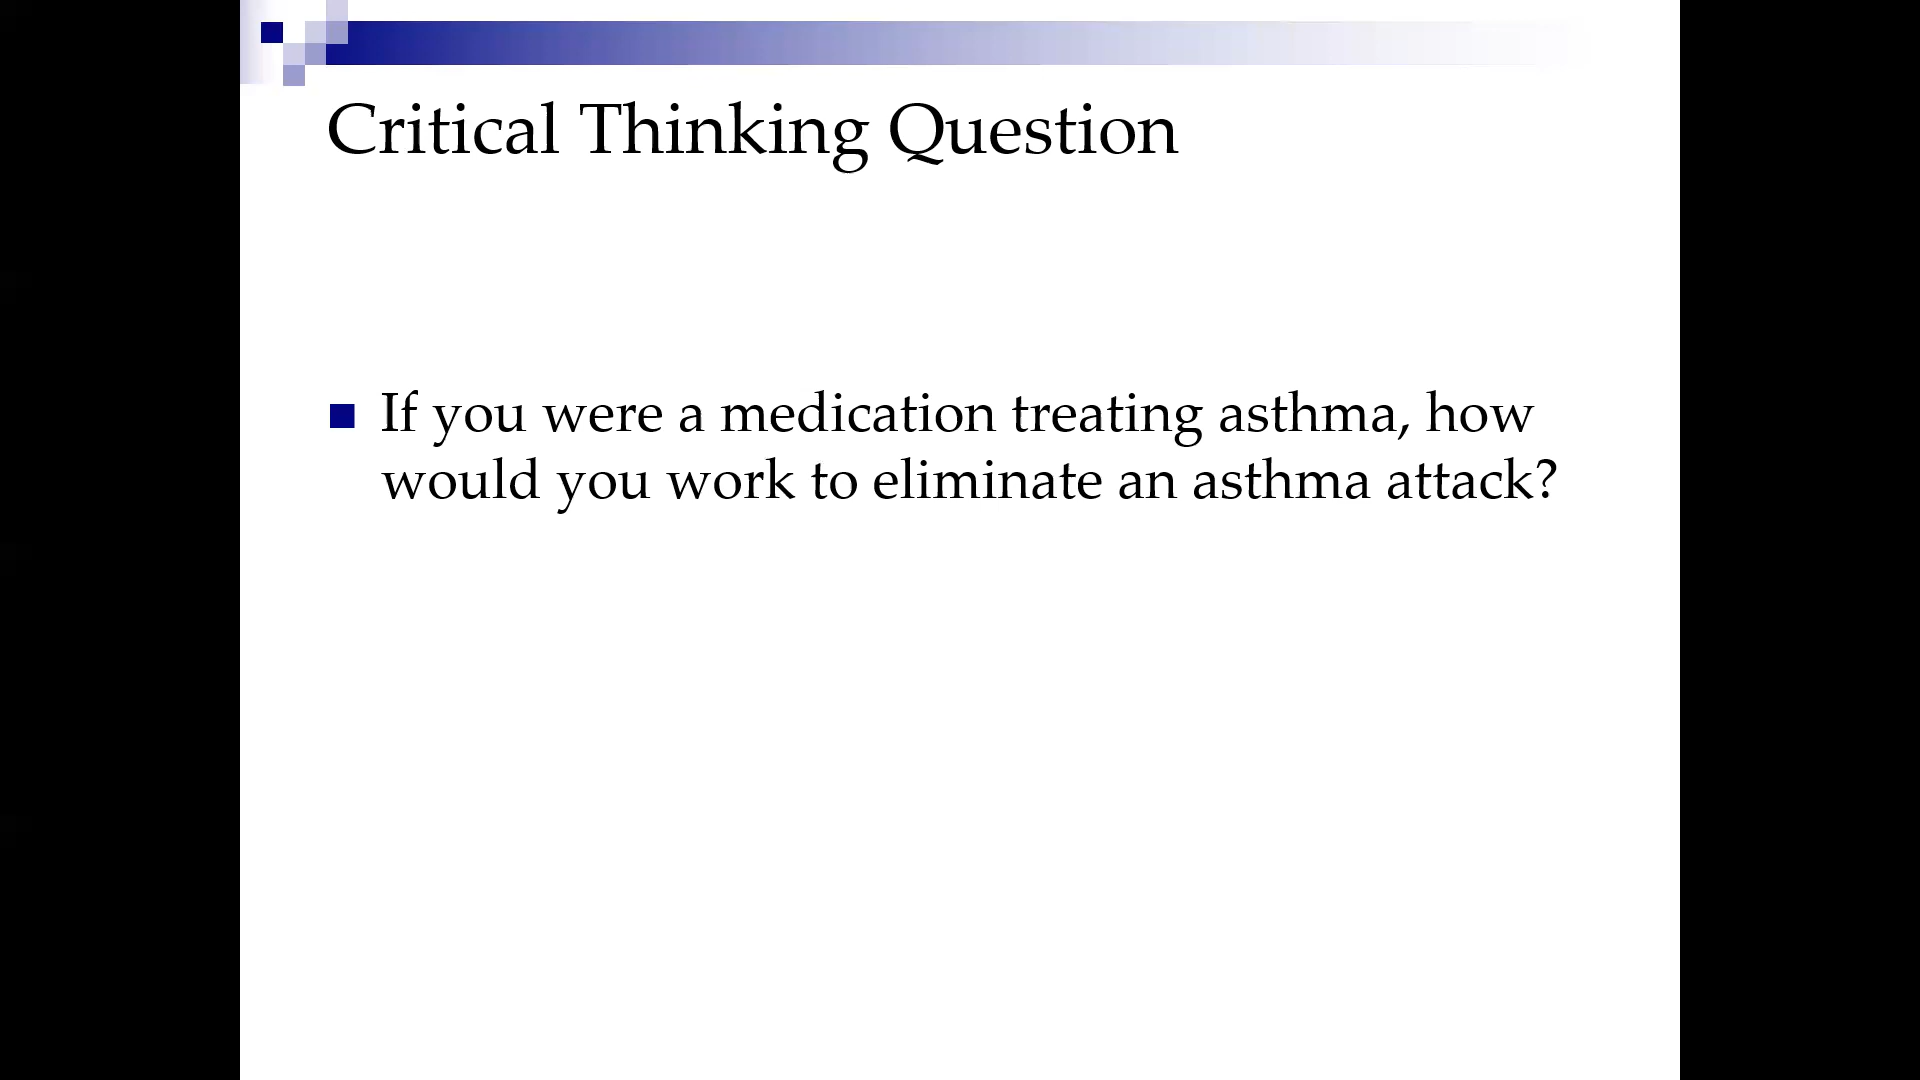 Critical Thinking Question
If you were a medication treating asthma, how
would you work to eliminate an asthma attack?